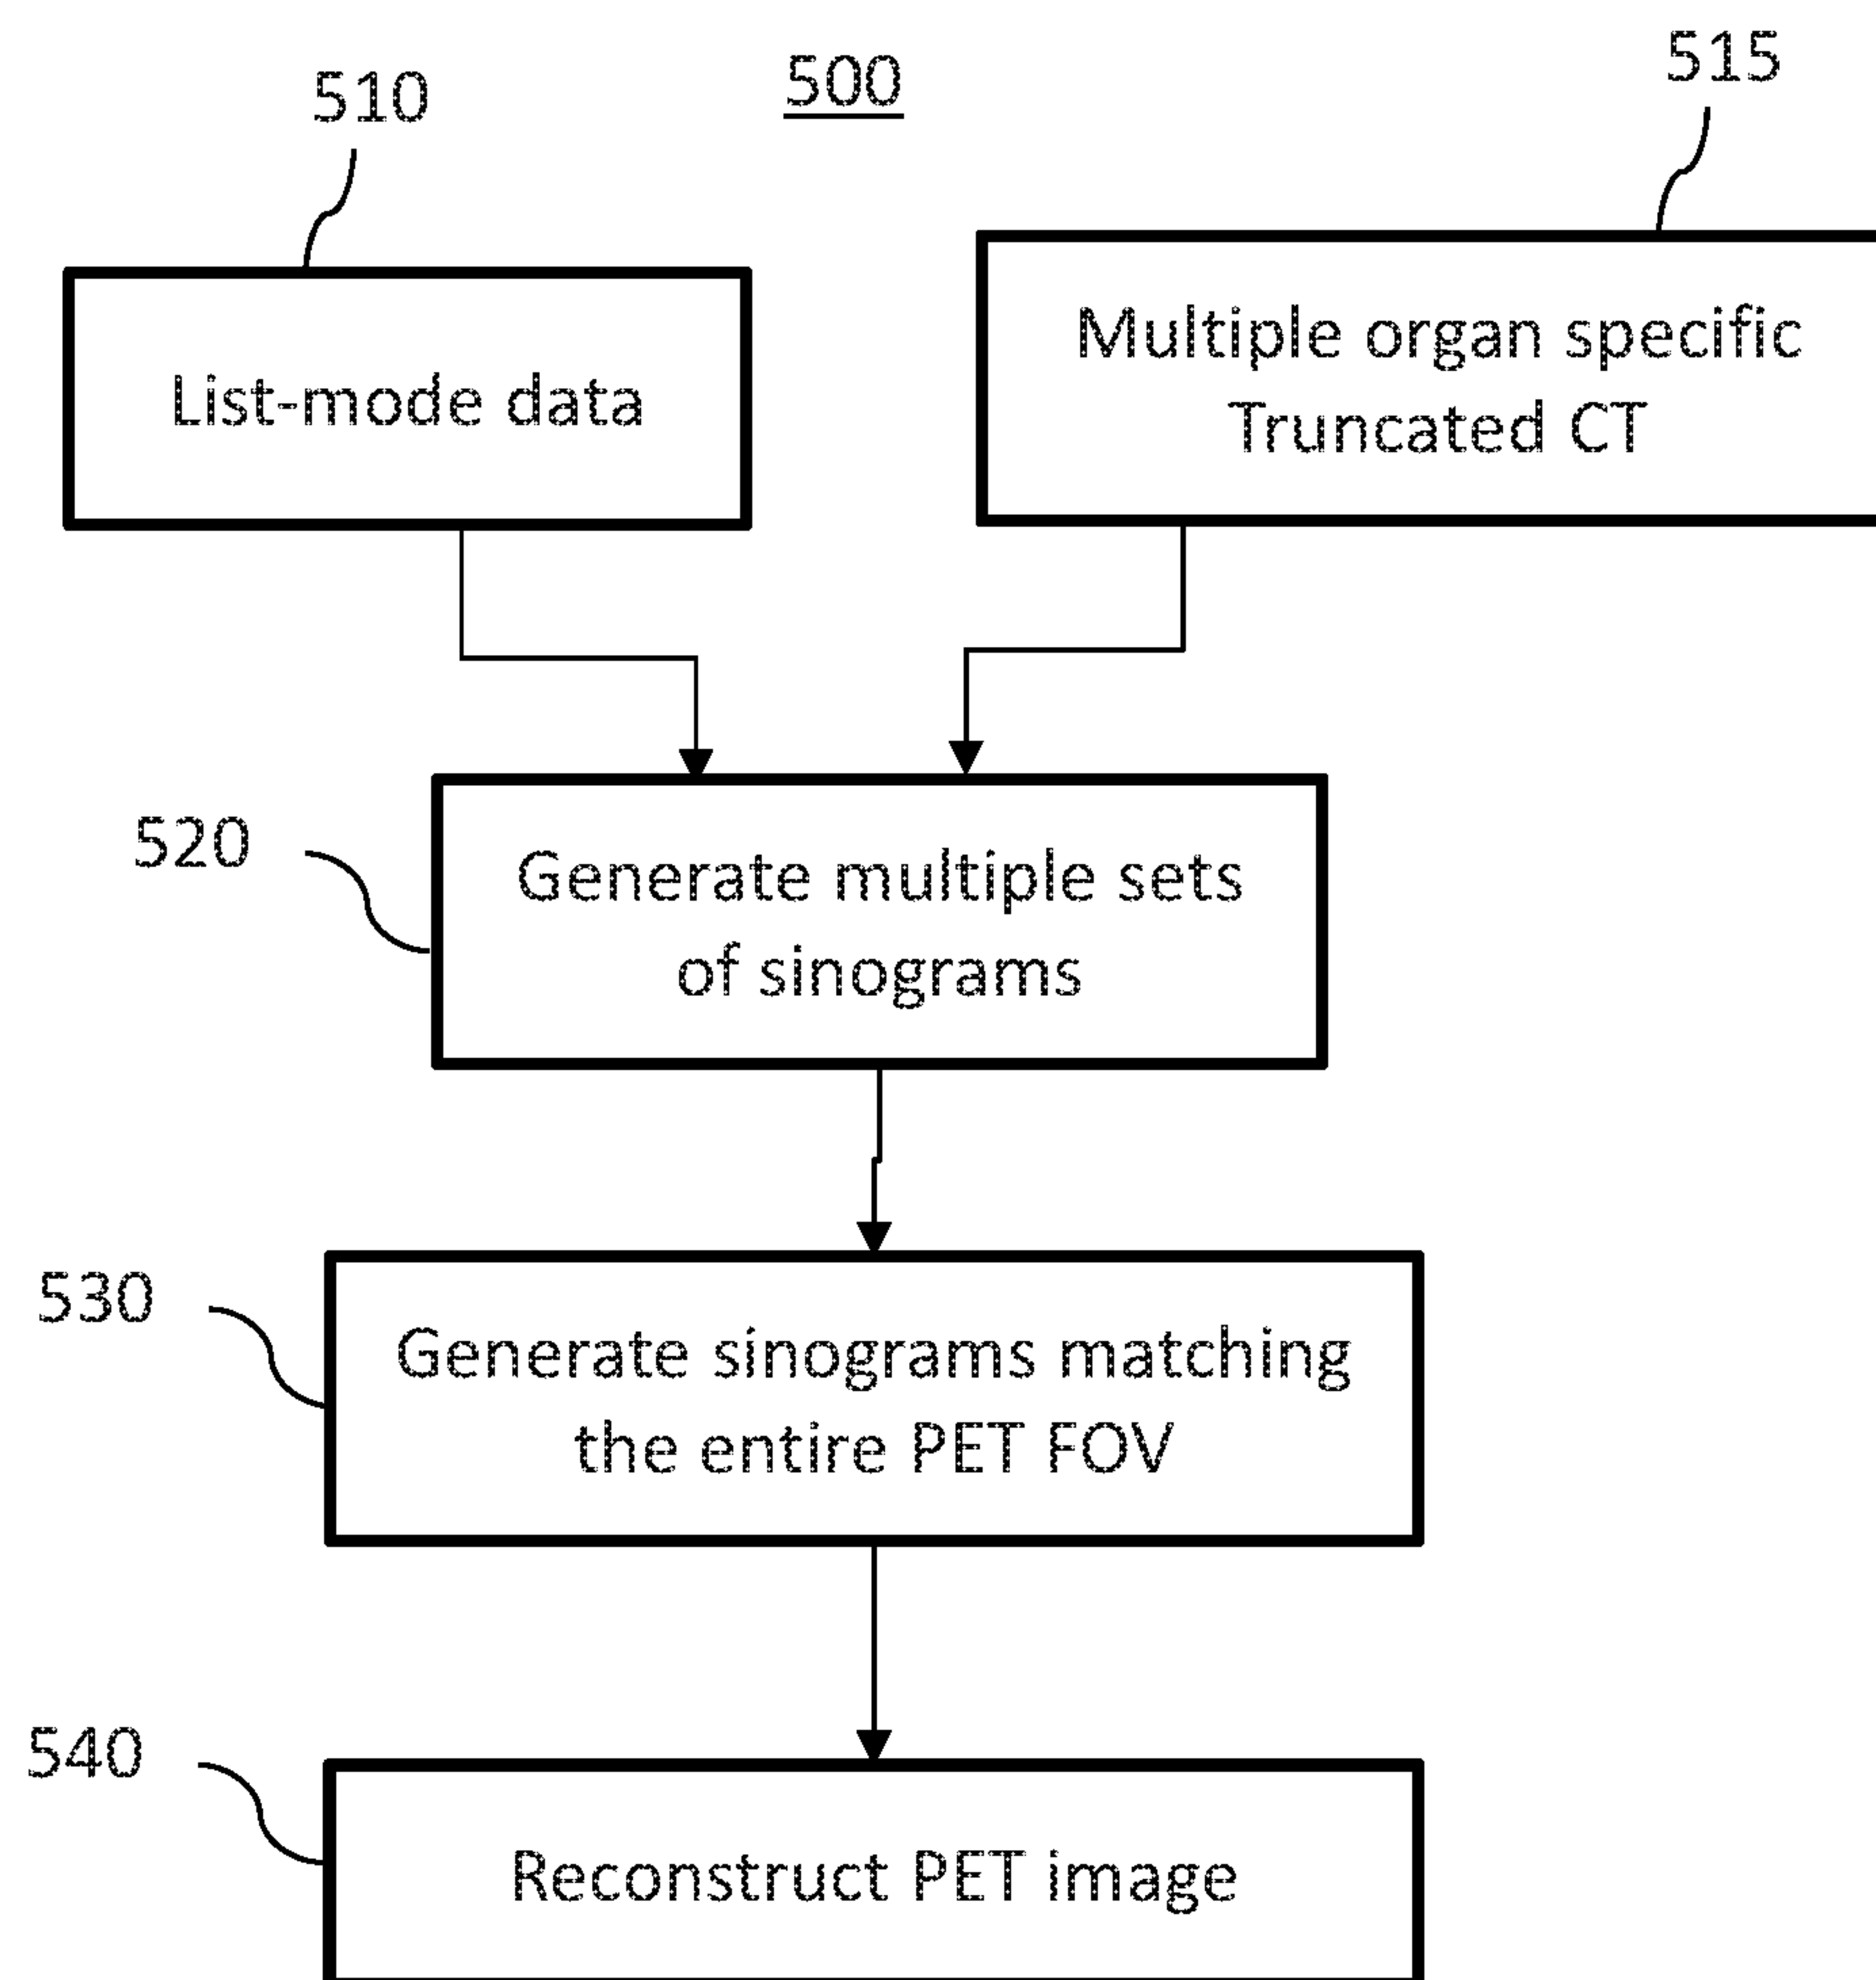 500
510
515
List-mode data
Multiple organ specific
Truncated CT
520
Generate multiple sets
of sinograms
530
Generate sinograms matching
the entire PET FOV
540
Reconstruct PET image